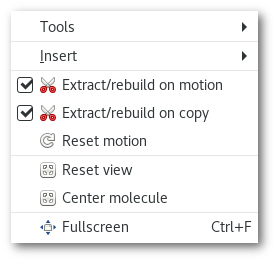 Tools
Insert
Extract/rebuild on motion
Extract/rebuild on copy
Reset motion
Reset view
Center molecule
Fullscreen Ctrl+F